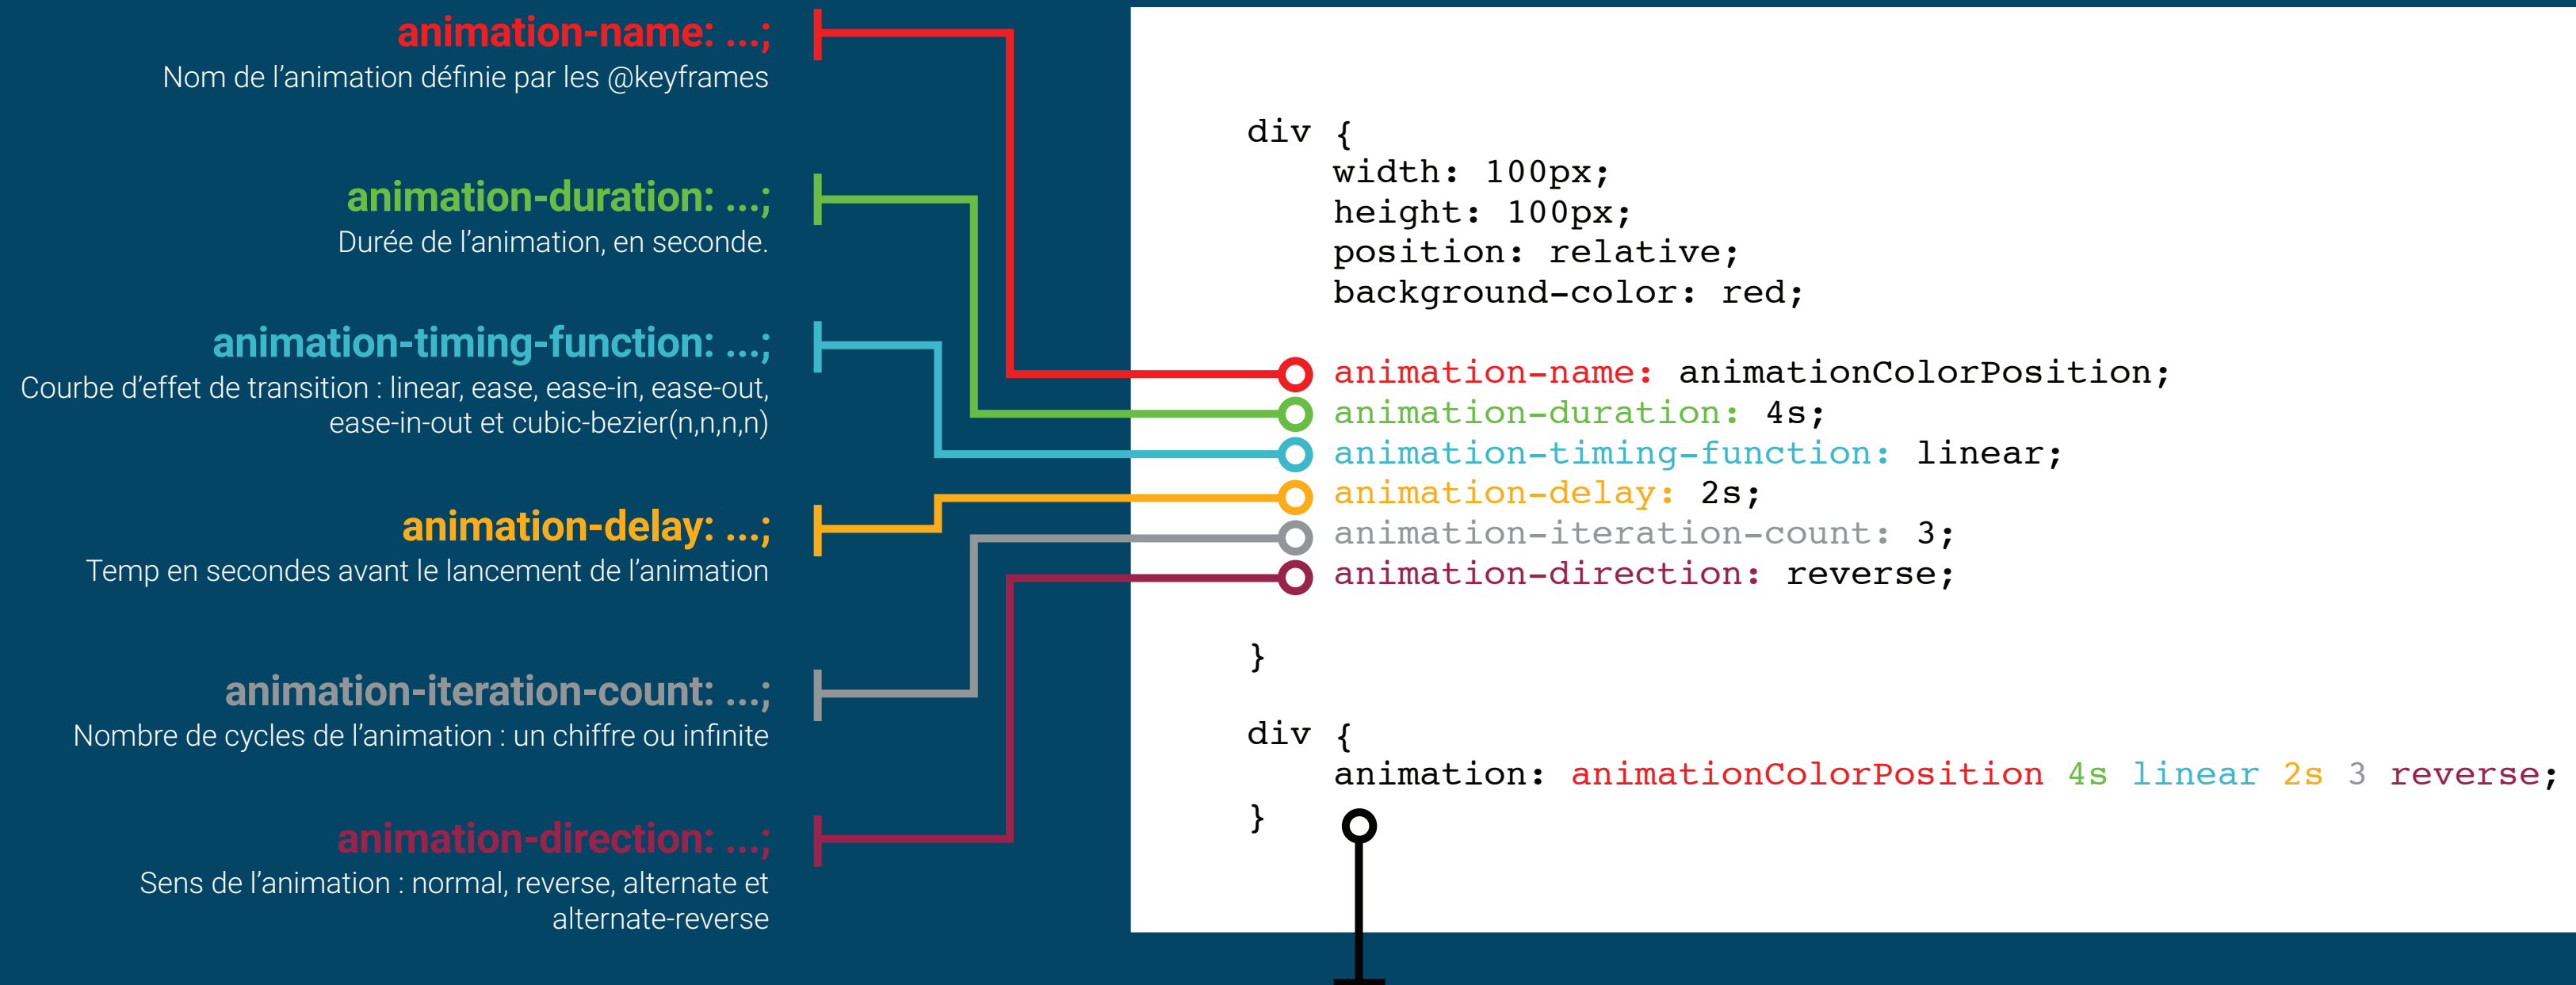 animation-name: ...;
Nom de l’animation définie par les @keyframes
animation-duration: ...;
Durée de l’animation, en seconde.
animation-timing-function: ...;
Courbe d’effet de transition : linear, ease, ease-in, ease-out,
ease-in-out et cubic-bezier(n,n,n,n)
animation-delay: ...;
Temp en secondes avant le lancement de l’animation
animation-iteration-count: ...;
Nombre de cycles de l’animation : un chiffre ou infinite
animation-direction: ...;
Sens de l’animation : normal, reverse, alternate et
alternate-reverse
div {
width: 100px;
height: 100px;
position: relative;
background-color: red;
animation-name: animationColorPosition;
animation-duration: 4s;
animation-timing-function: linear;
animation-delay: 2s;
animation-iteration-count: 3;
animation-direction: reverse;
}
div {
animation: animationColorPosition 4s linear 2s 3 reverse;
}